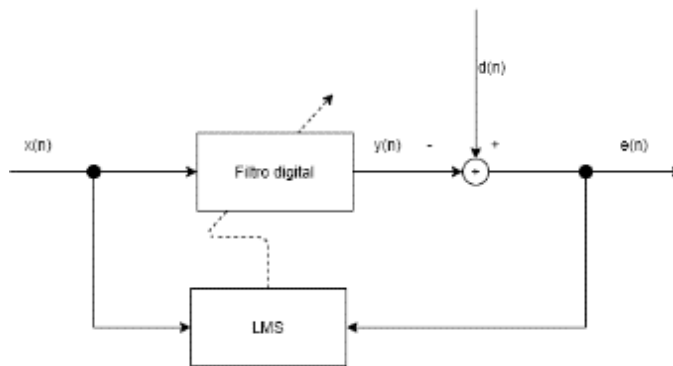 d(n)
x(n)
y(n)
-
+
e(n)
Filtro digital
+
LMS